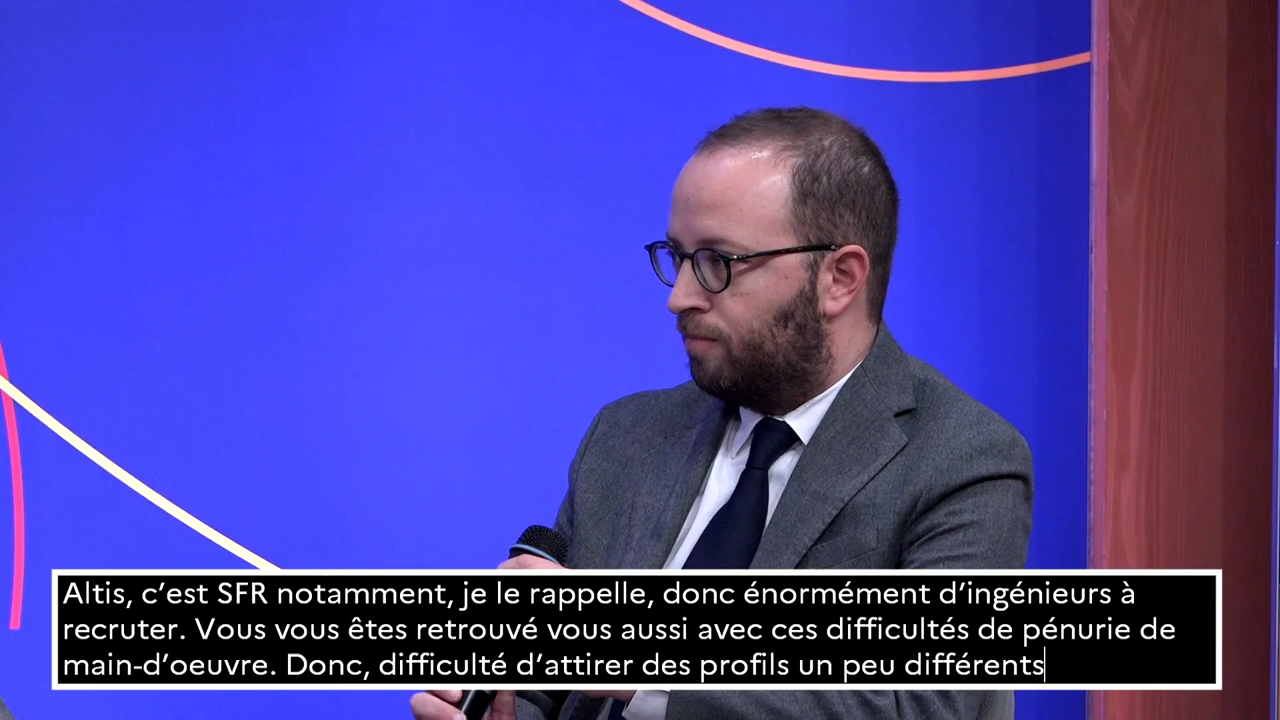 Altis, c’est SFR notamment, je le rappelle, donc énormément d’ingénieurs à
recruter. Vous vous êtes retrouvé vous aussi avec ces difficultés de pénurie de
main-d’oeuvre. Donc, difficulté d’attirer des profils un peu différents